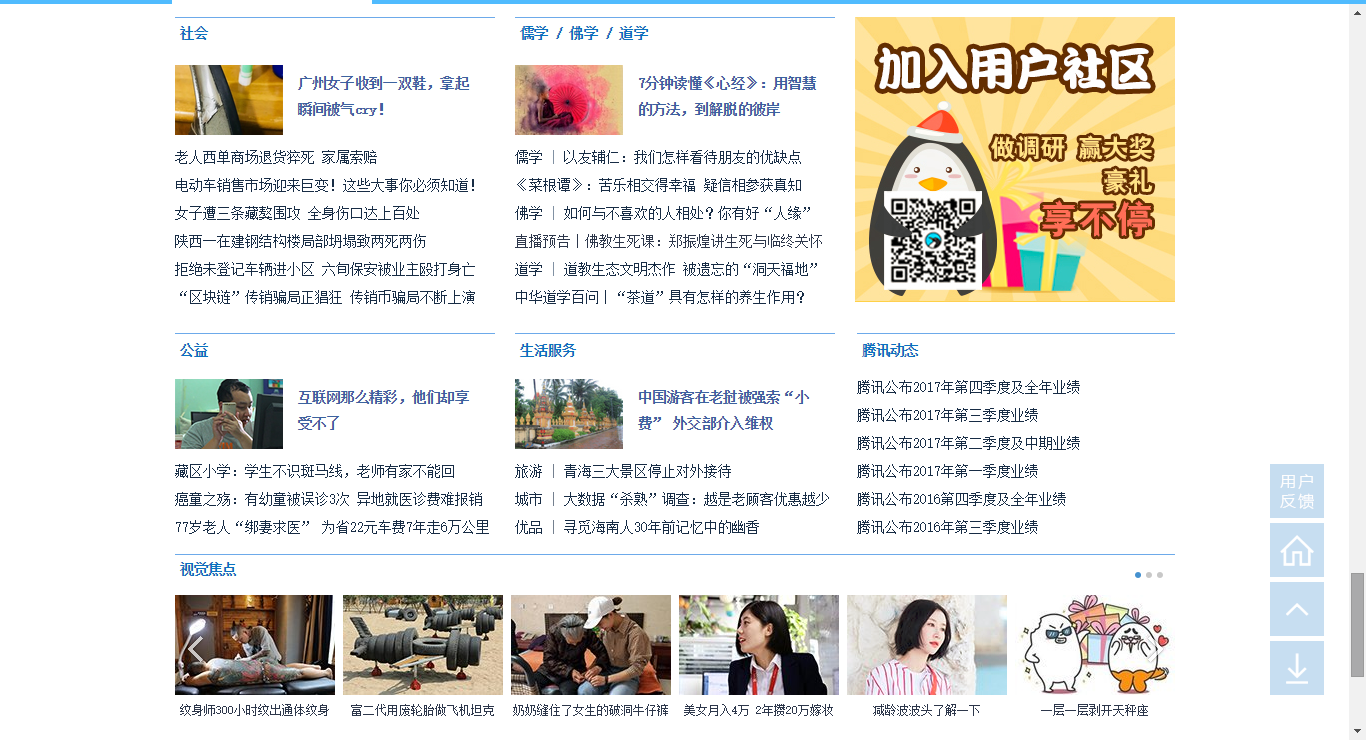 社会
广州女子收到一双鞋，拿起
瞬间被气cry！
老人西单商场退货猝死 家属索赔
电动车销售市场迎来巨变！这些大事你必须知道！
女子遭三条藏獒围攻 全身伤口达上百处
陕西一在建钢结构楼局部坍塌致两死两伤
拒绝未登记车辆进小区 六旬保安被业主殴打身亡
“区块链”传销骗局正猖狂 传销币骗局不断上演
儒学 / 佛学 / 道学
7分钟读懂《心经》：用智慧
的方法，到解脱的彼岸
儒学 | 以友辅仁：我们怎样看待朋友的优缺点
《菜根谭》：苦乐相交得幸福 疑信相参获真知
佛学 | 如何与不喜欢的人相处？你有好“人缘”
直播预告 | 佛教生死课：郑振煌讲生死与临终关怀
道学 | 道教生态文明杰作 被遗忘的“洞天福地”
中华道学百问 | “茶道”具有怎样的养生作用？
加入用户社区
做调研 赢大奖
豪礼
享不停
公益
互联网那么精彩，他们却享
受不了
藏区小学：学生不识斑马线，老师有家不能回
癌童之殇：有幼童被误诊3次 异地就医诊费难报销
77岁老人“绑妻求医” 为省22元车费7年走6万公里
生活服务
中国游客在老挝被强索“小
费” 外交部介入维权
旅游 | 青海三大景区停止对外接待
城市 | 大数据“杀熟”调查：越是老顾客优惠越少
优品 | 寻觅海南人30年前记忆中的幽香
腾讯动态
腾讯公布2017年第四季度及全年业绩
腾讯公布2017年第三季度业绩
腾讯公布2017年第二季度及中期业绩
腾讯公布2017年第一季度业绩
腾讯公布2016第四季度及全年业绩
腾讯公布2016年第三季度业绩
用户
反馈
视觉焦点
纹身师300小时纹出通体纹身
富二代用废轮胎做飞机坦克
奶奶缝住了女生的破洞牛仔裤
美女月入4万 2年攒20万嫁妆
减龄波波头了解一下
一层一层剥开天秤座